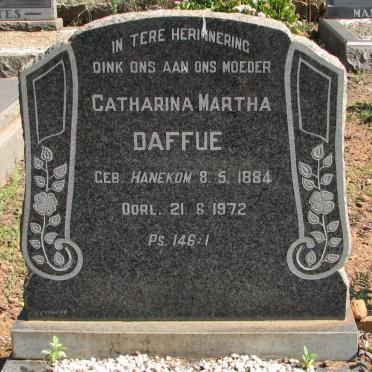 IN TERE HERINNERING
DINK ONS AAN ONS MOEDER
CATHARINA MARTHA
DAFFUE
GEB. HANEKOM 8. 5. 1884
OORL. 21. 6. 1972
PS. 146:1